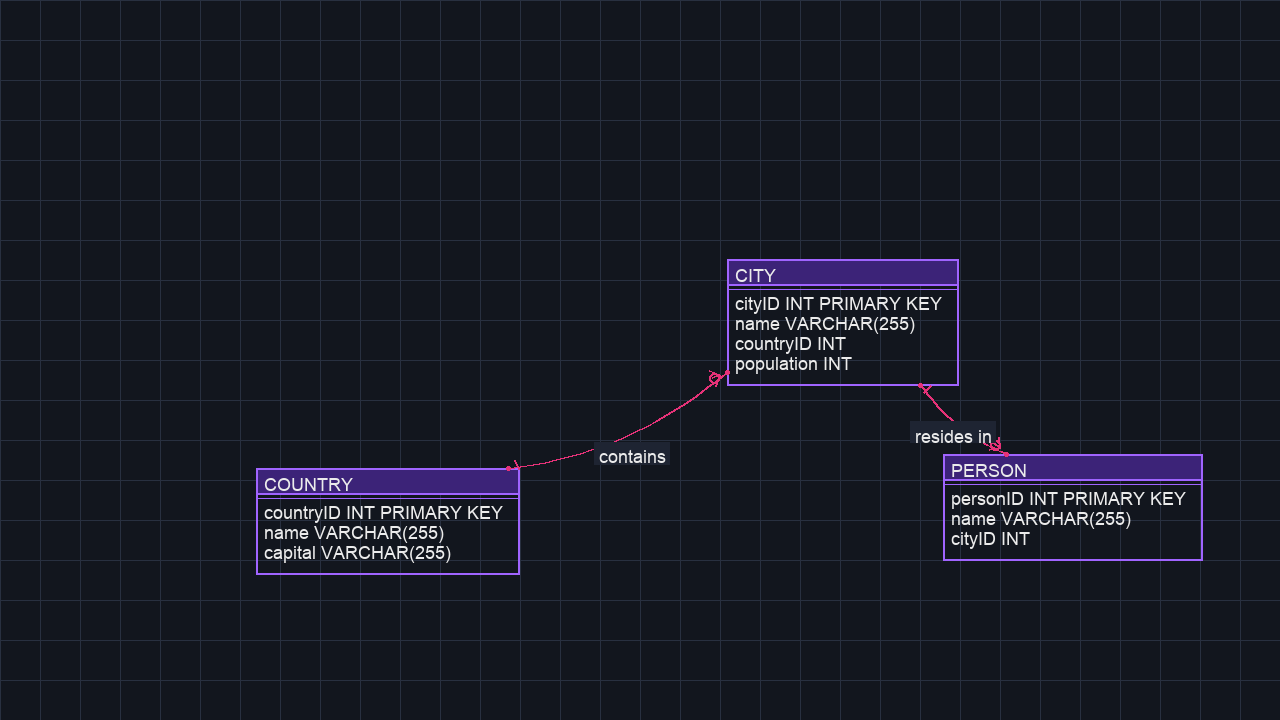 CITY
cityID INT PRIMARY KEY
name VARCHAR(255)
countryID INT
population INT
contains
resides in
COUNTRY
countryID INT PRIMARY KEY
name VARCHAR(255)
capital VARCHAR(255)
PERSON
personID INT PRIMARY KEY
name VARCHAR(255)
cityID INT